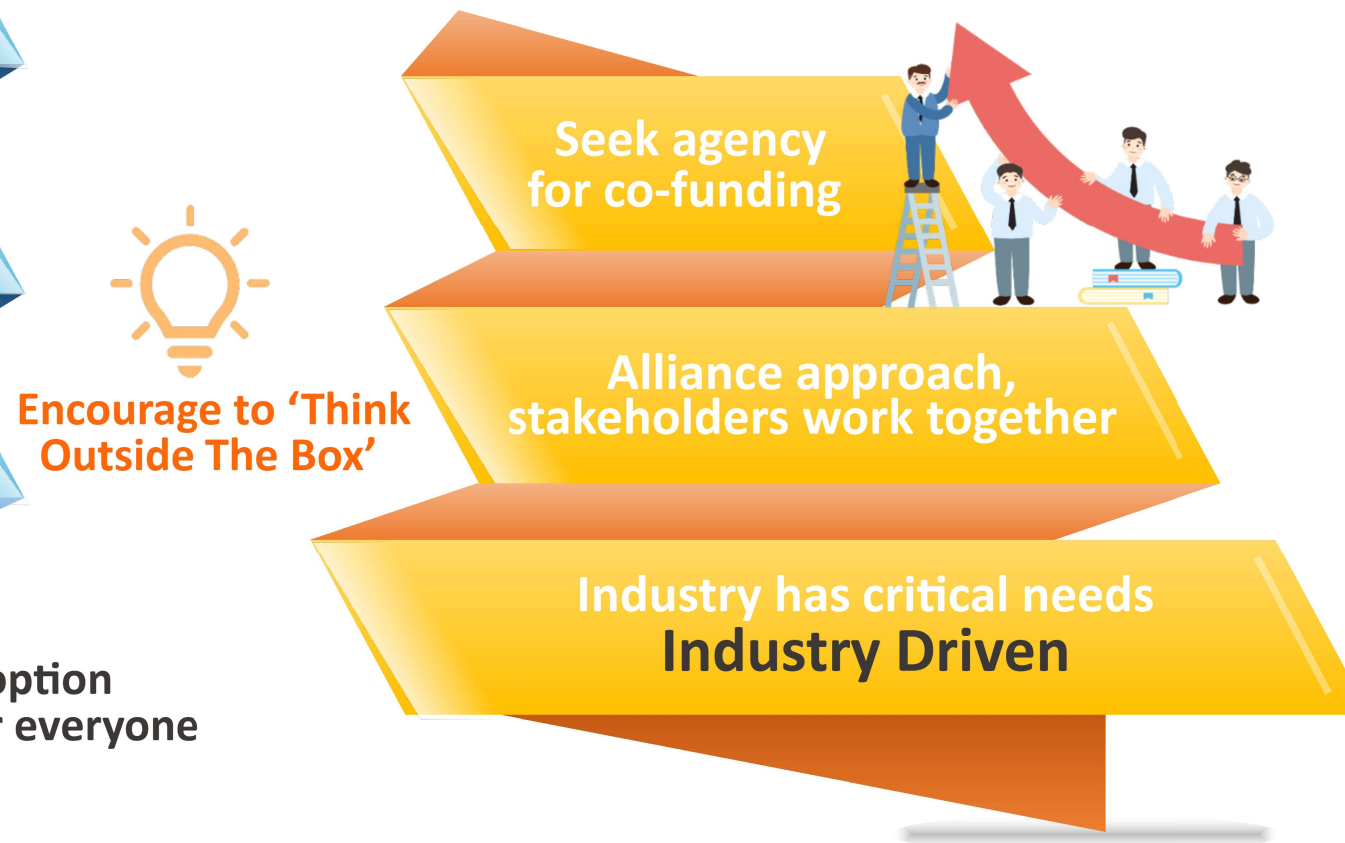 Seek agency
for co-funding
Encourage to ‘Think
Outside The Box’
Alliance approach,
stakeholders work together
Industry has critical needs
Industry Driven
everyone